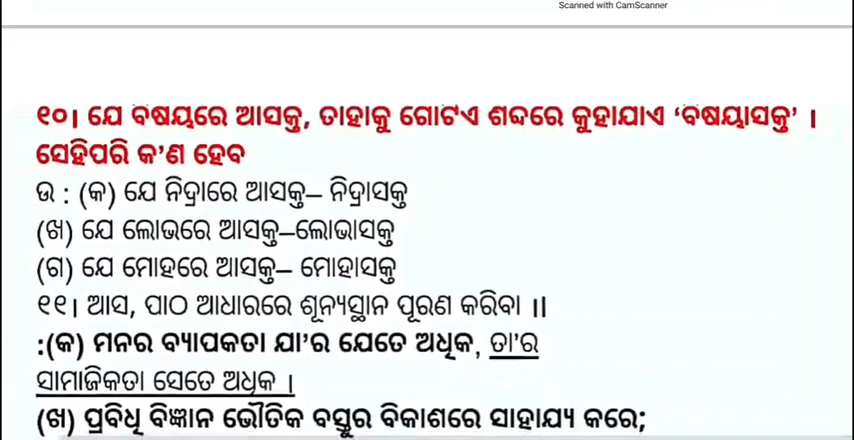 Scanned with CamScanner
୧୦। ଯେ ବିଷୟରେ ଆସକ୍ତ, ତାହାକୁ ଗୋଟିଏ ଶବ୍ଦରେ କୁହାଯାଏ ‘ବିଷୟାସକ୍ତ’ ।
ସେହିପରି କ’ଣ ହେବ
ଉ : (କ) ଯେ ନିଦ୍ରାରେ ଆସକ୍ତ– ନିଦ୍ରାସକ୍ତ
(ଖ) ଯେ ଲୋଭରେ ଆସକ୍ତ–ଲୋଭାସକ୍ତ
(ଗ) ଯେ ମୋହରେ ଆସକ୍ତ– ମୋହାସକ୍ତ
୧୧। ଆସ, ପାଠ ଆଧାରରେ ଶୂନ୍ୟସ୍ଥାନ ପୂରଣ କରିବା ।।
:(କ) ମନର ବ୍ୟାପକତା ଯା’ର ଯେତେ ଅଧିକ, ତା’ର
ସାମାଜିକତା ସେତେ ଅଧିକ ।
(ଖ) ପ୍ରବିଧି ବିଜ୍ଞାନ ଭୌତିକ ବସ୍ତୁର ବିକାଶରେ ସାହାଯ୍ୟ କରେ;